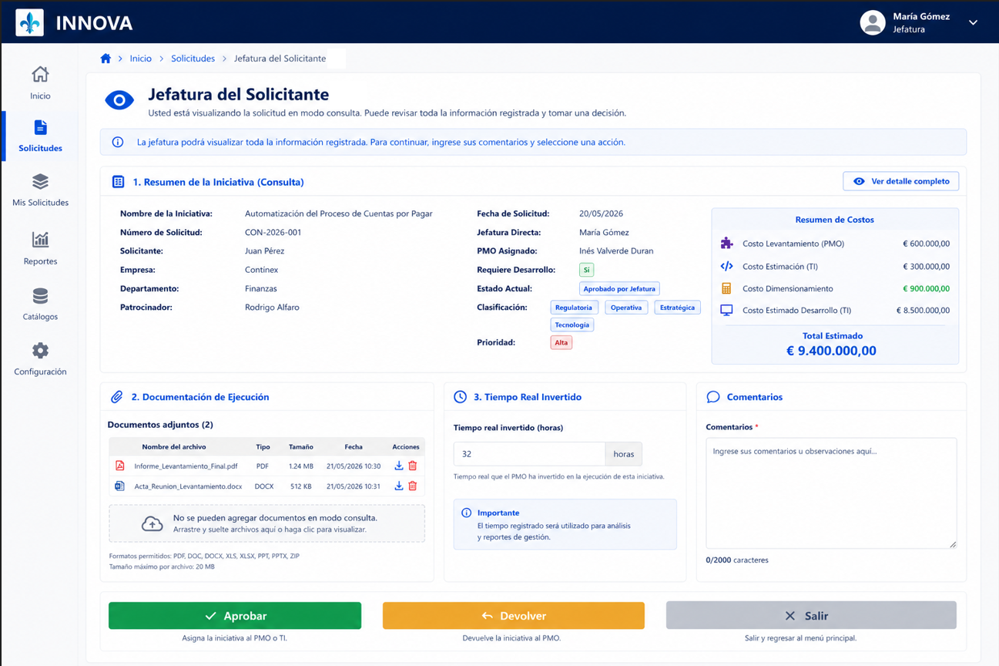 INNOVA
María Gómez
Jefatura
Inicio > Solicitudes > Jefatura del Solicitante
Inicio
Solicitudes
Mis Solicitudes
Reportes
Catálogos
Configuración
Jefatura del Solicitante
Usted está visualizando la solicitud en modo consulta. Puede revisar toda la información registrada y tomar una decisión.
La jefatura podrá visualizar toda la información registrada. Para continuar, ingrese sus comentarios y seleccione una acción.
1. Resumen de la Iniciativa (Consulta)
Ver detalle completo
Nombre de la Iniciativa: Automatización del Proceso de Cuentas por Pagar
Número de Solicitud: CON-2026-001
Solicitante: Juan Pérez
Empresa: Continex
Departamento: Finanzas
Patrocinador: Rodrigo Alfaro
Fecha de Solicitud: 20/05/2026
Jefatura Directa: María Gómez
PMO Asignado: Inés Valverde Duran
Requiere Desarrollo: Sí
Estado Actual: Aprobado por Jefatura
Clasificación: Regulatoria Operativa Estratégica
Tecnología
Prioridad: Alta
Resumen de Costos
Costo Levantamiento (PMO) € 600.000,00
Costo Estimación (TI) € 300.000,00
Costo Dimensionamiento € 900.000,00
Costo Estimado Desarrollo (TI) € 8.500.000,00
Total Estimado
€ 9.400.000,00
2. Documentación de Ejecución
Documentos adjuntos (2)
Nombre del archivo Tipo Tamaño Fecha Acciones
Informe_Levantamiento_Final.pdf PDF 1.24 MB 21/05/2026 10:30
Acta_Reunion_Levantamiento.docx DOCX 512 KB 21/05/2026 10:31
No se pueden agregar documentos en modo consulta.
Arrastre y suelte archivos aquí o haga clic para visualizar.
Formatos permitidos: PDF, DOC, DOCX, XLS, XLSX, PPT, PPTX, ZIP
Tamaño máximo por archivo: 20 MB
3. Tiempo Real Invertido
Tiempo real invertido (horas)
32 horas
Tiempo real que el PMO ha invertido en la ejecución de esta iniciativa.
Importante
El tiempo registrado será utilizado para análisis
y reportes de gestión.
Comentarios
Comentarios *
Ingrese sus comentarios u observaciones aquí...
0/2000 caracteres
Aprobar
Asigna la iniciativa al PMO o TI.
Devolver
Devuelve la iniciativa al PMO.
Salir
Salir y regresar al menú principal.